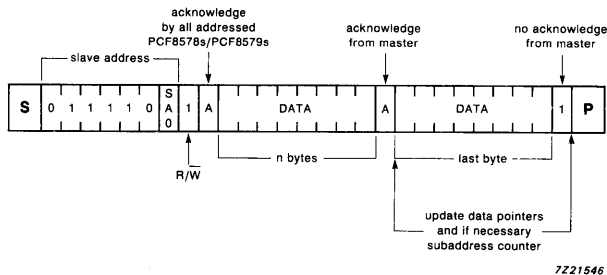 acknowledge
by all addressed
PCF8578s/PCF8579s
acknowledge
from master
no acknowledge
from master
slave address
S 0 1 1 1 1 0 SA0 1 A DATA A DATA 1 P
R/W̅
n bytes
last byte
update data pointers
and if necessary
subaddress counter
7Z21546